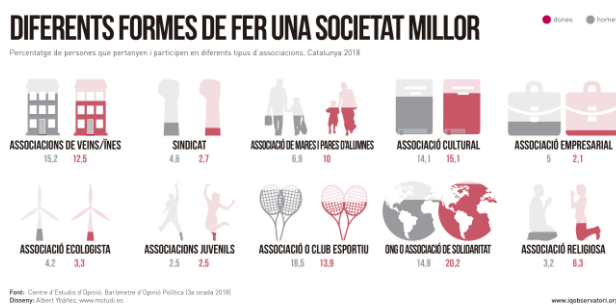 DIFERENTS FORMES DE FER UNA SOCIETAT MILLOR
dones homes
Percentatge de persones que pertanyen i participen en diferents tipus d'associacions. Catalunya 2018
ASSOCIACIONS DE VEÏNS/ÏNES
15,2 12,5
SINDICAT
4,6 2,7
ASSOCIACIÓ DE MARES I PARES D'ALUMNES
6,9 10
ASSOCIACIÓ CULTURAL
14,1 15,1
ASSOCIACIÓ EMPRESARIAL
5 2,1
ASSOCIACIÓ ECOLOGISTA
4,2 3,3
ASSOCIACIONS JUVENILS
2,5 2,5
ASSOCIACIÓ O CLUB ESPORTIU
18,5 13,9
ONG O ASSOCIACIÓ DE SOLIDARITAT
14,8 20,2
ASSOCIACIÓ RELIGIOSA
3,2 6,3
Font: Centre d'Estudis d'Opinió. Baròmetre d'Opinió Política (3a onada 2018)
Disseny: Albert Ybáñez, www.mstudi.es
www.iqobservatori.o